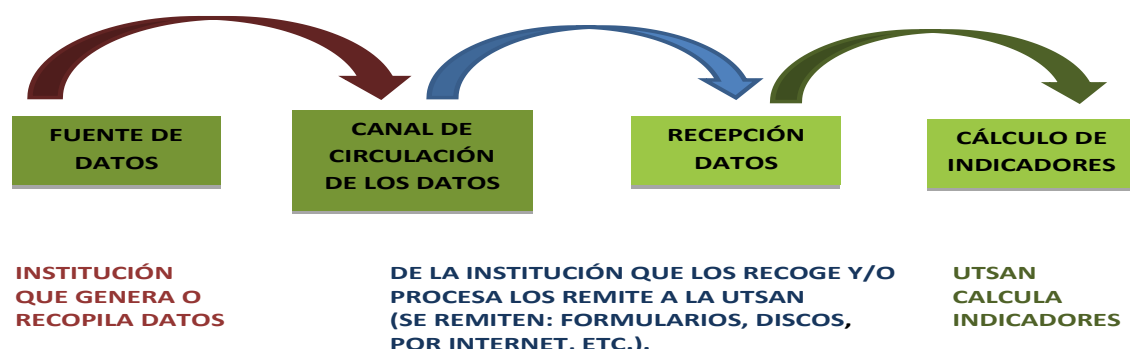 FUENTE DE
DATOS
CANAL DE
CIRCULACIÓN
DE LOS DATOS
RECEPCIÓN
DATOS
CÁLCULO DE
INDICADORES
INSTITUCIÓN
QUE GENERA O
RECOPILA DATOS
DE LA INSTITUCIÓN QUE LOS RECOGE Y/O
PROCESA LOS REMITE A LA UTSAN
(SE REMITEN: FORMULARIOS, DISCOS,
POR INTERNET, ETC.).
UTSAN
CALCULA
INDICADORES